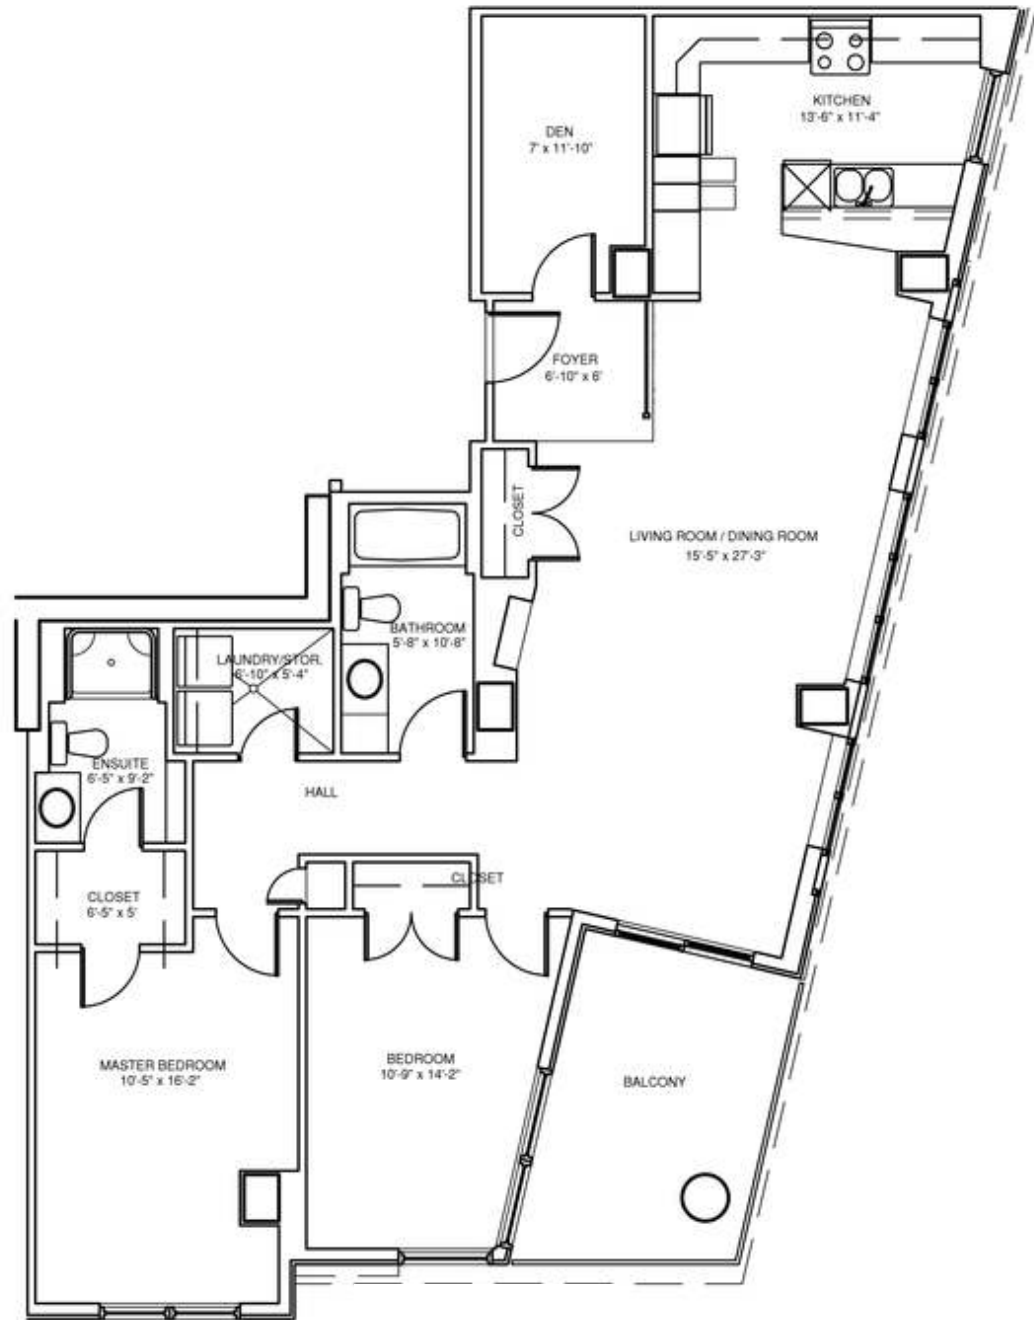 KITCHEN
13'-6" x 11'-4"
DEN
7' x 11'-10"
FOYER
6'-10" x 6'
CLOSET
LIVING ROOM / DINING ROOM
15'-5" x 27'-3"
BATHROOM
5'-8" x 10'-8"
LAUNDRY/STOR.
6'-10" x 5'-4"
ENSUITE
6'-5" x 9'-2"
HALL
CLOSET
CLOSET
6'-5" x 5'
MASTER BEDROOM
10'-5" x 16'-2"
BEDROOM
10'-9" x 14'-2"
BALCONY